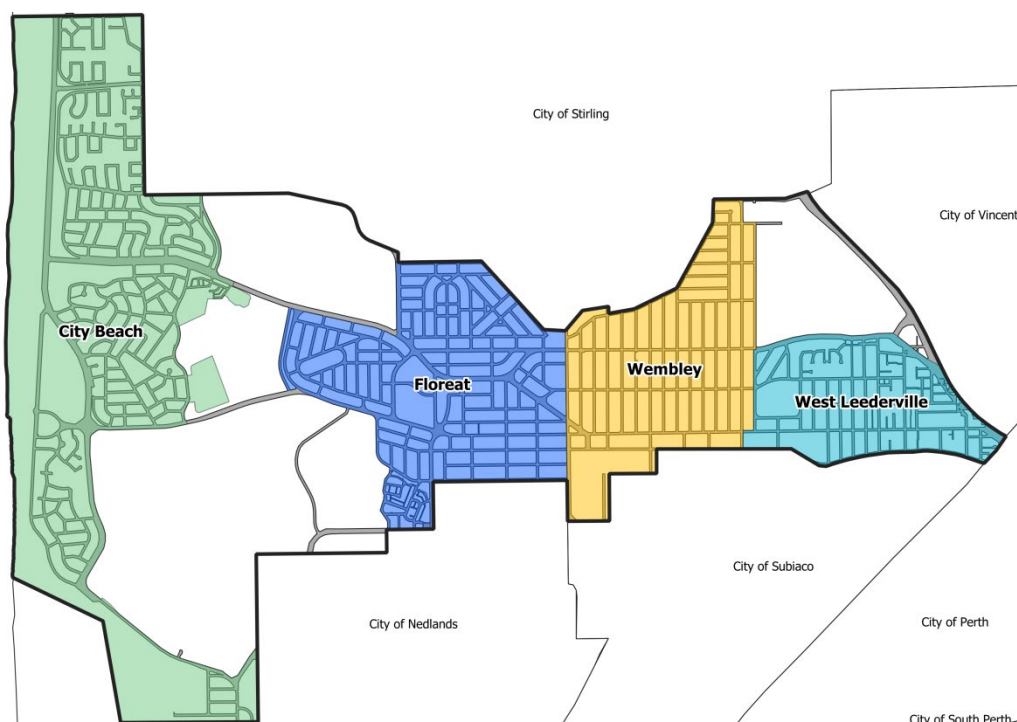 City of Stirling
City of Vincent
City Beach
Floreat
Wembley
West Leederville
City of Subiaco
City of Nedlands
City of Perth
City of South Perth